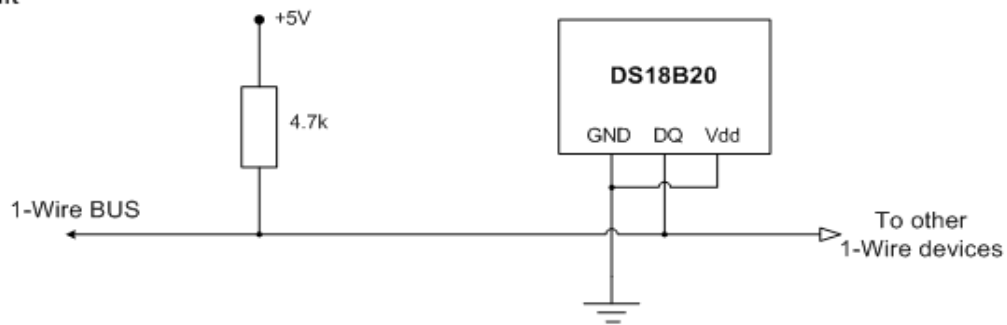 +5V
DS18B20
4.7k
GND DQ Vdd
1-Wire BUS
To other
1-Wire devices